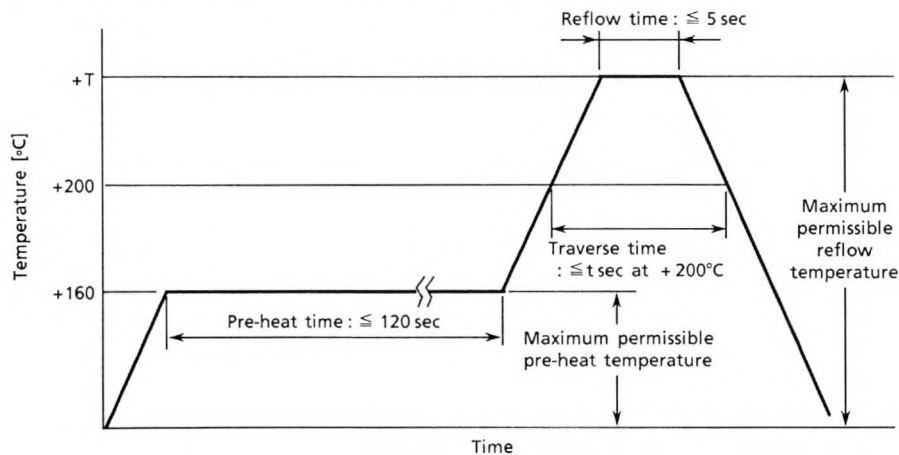 Reflow time : ≦ 5 sec
+T
Temperature [°C]
+200
Traverse time
: ≦ t sec at + 200°C
Maximum
permissible
reflow
temperature
+160
Pre-heat time : ≦ 120 sec
Maximum permissible
pre-heat temperature
Time